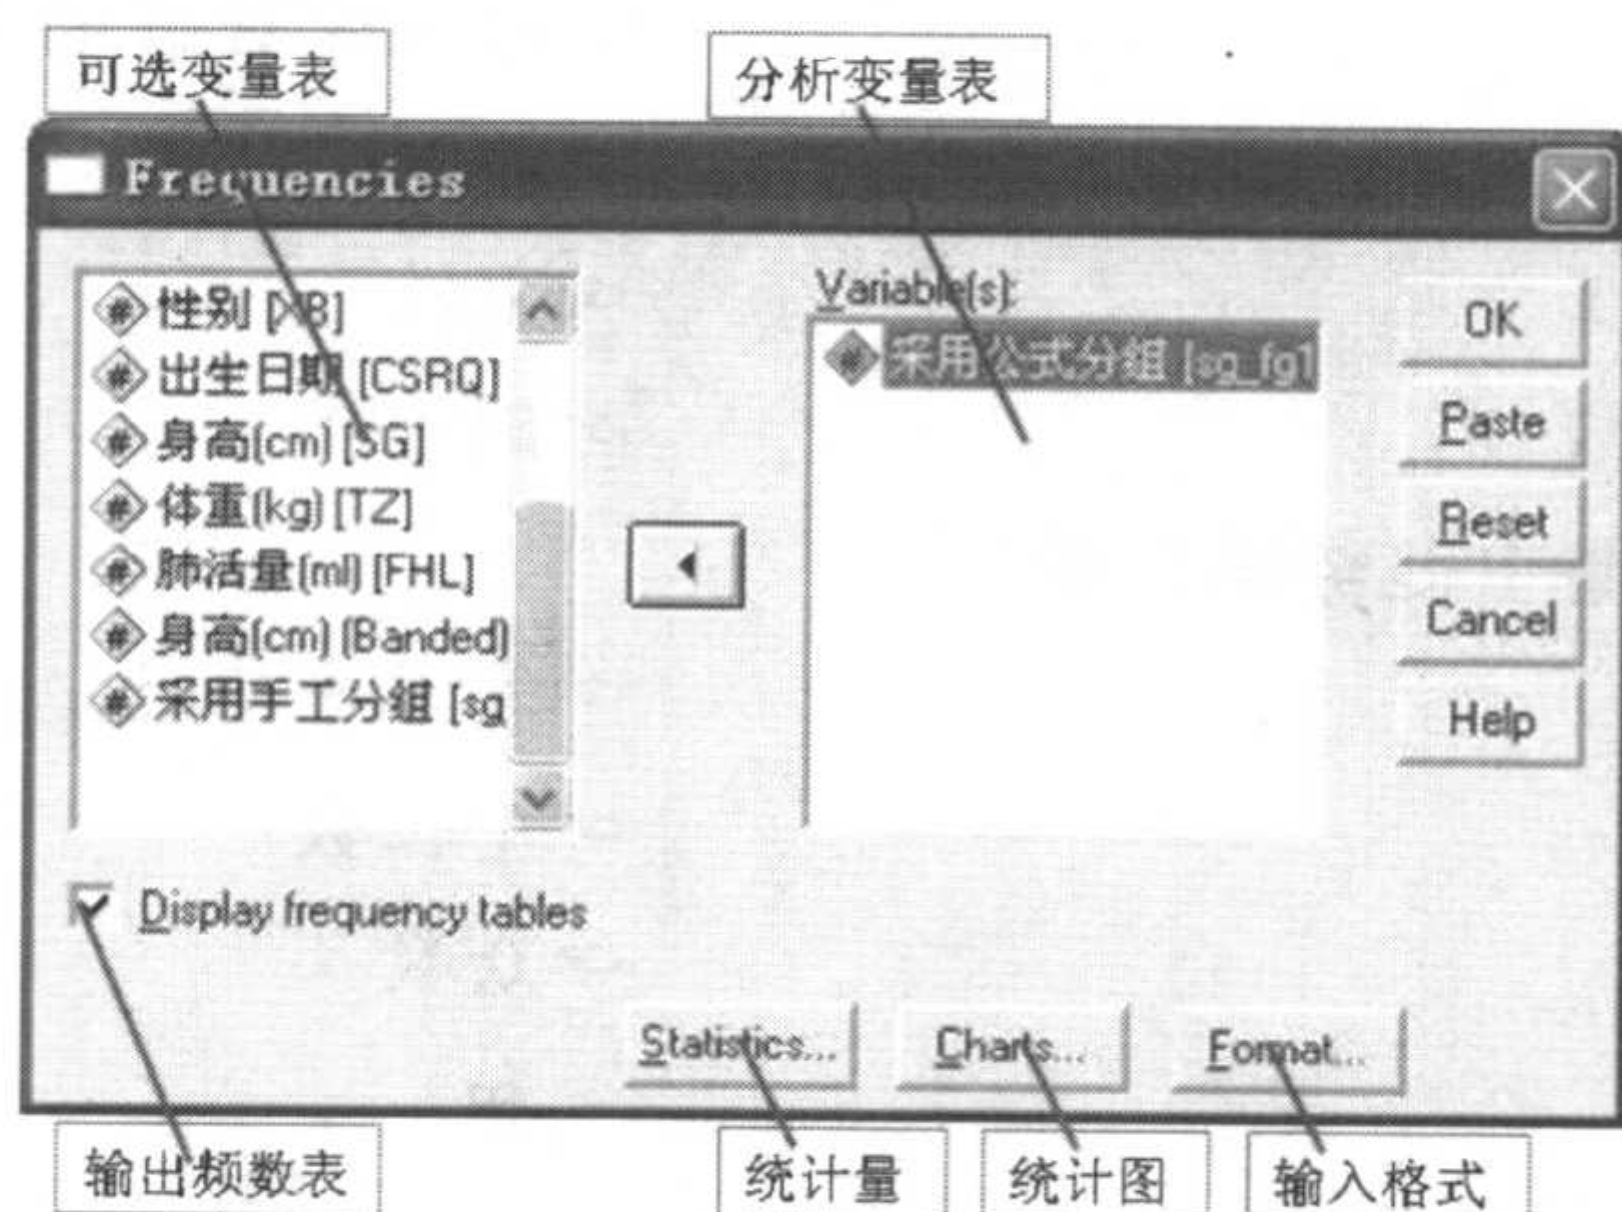 可选变量表
分析变量表
Frequencies
性别 [XB]
出生日期 [CSRQ]
身高(cm) [SG]
体重(kg) [TZ]
肺活量(ml) [FHL]
身高(cm) (Banded)
采用手工分组 [sg
Variable(s):
采用公式分组 [sg_fg1
OK
Paste
Reset
Cancel
Help
Display frequency tables
Statistics...
Charts...
Format...
输出频数表
统计量
统计图
输入格式